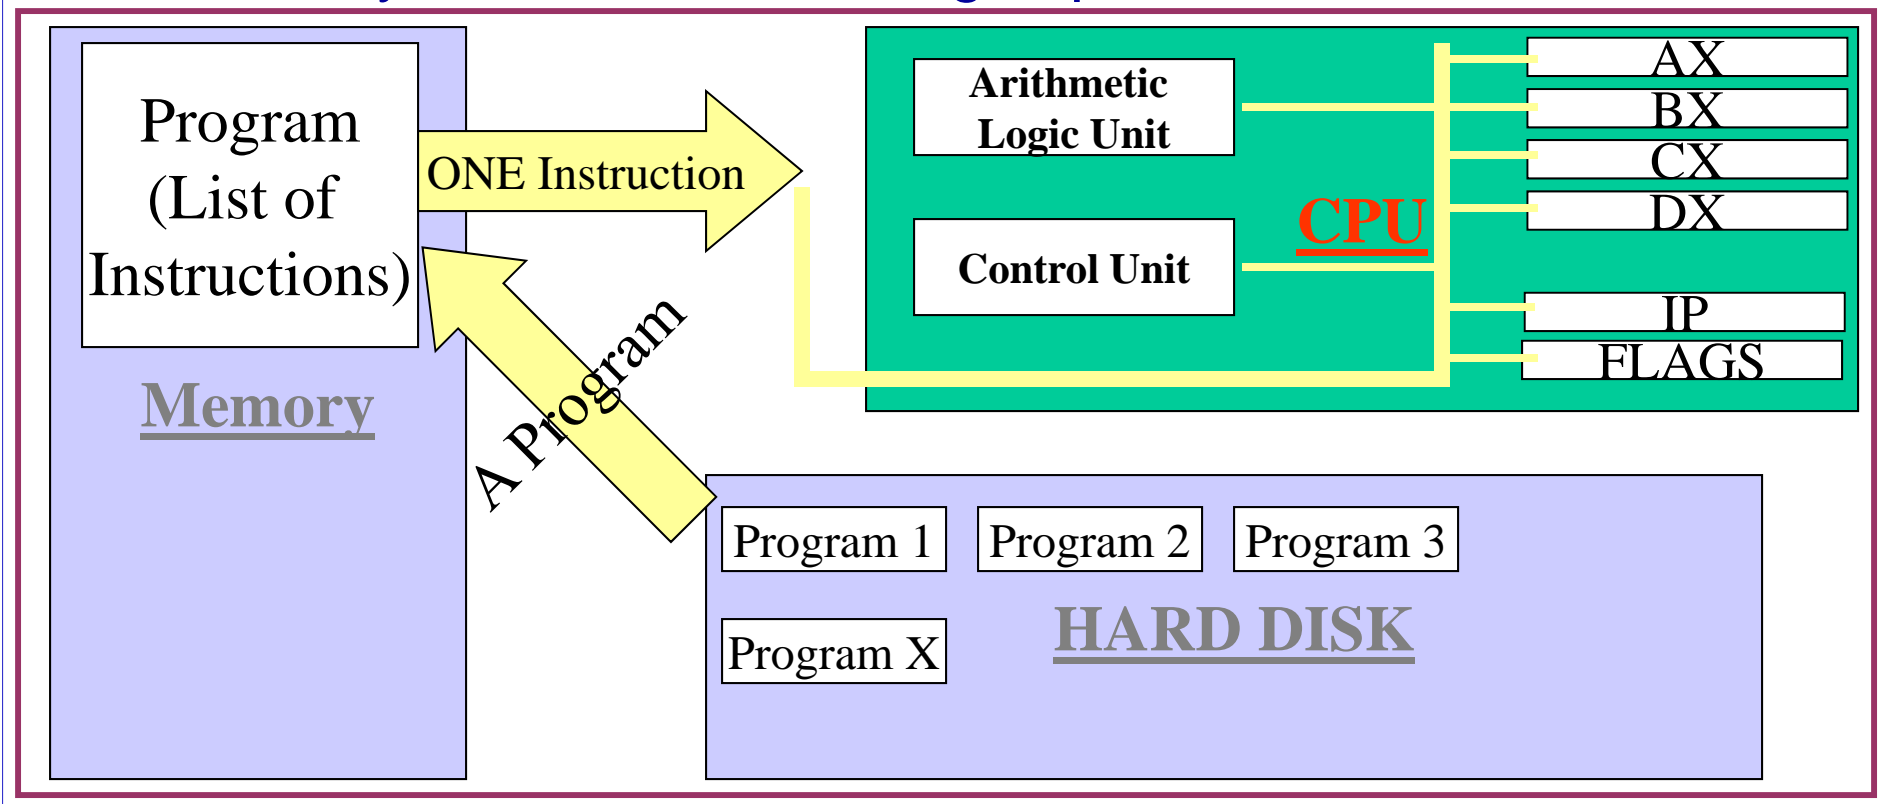 Program
(List of
Instructions)
ONE Instruction
Memory
A Program
Arithmetic
Logic Unit
Control Unit
CPU
AX
BX
CX
DX
IP
FLAGS
Program 1
Program 2
Program 3
Program X
HARD DISK